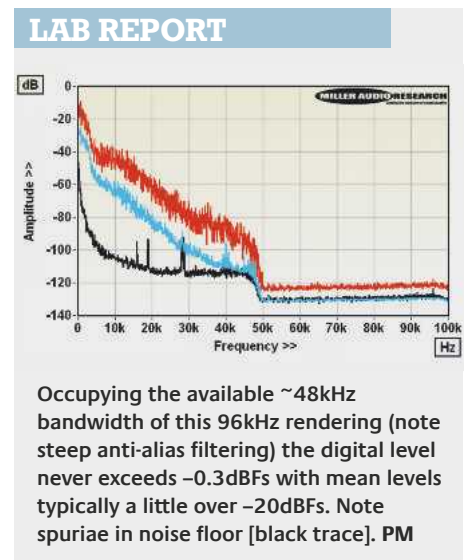 LAB REPORT
dB
MILLER AUDIO RESEARCH
0
-20
-40
-60
-80
-100
-120
-140
Amplitude >>
0 10k 20k 30k 40k 50k 60k 70k 80k 90k 100k
Frequency >>
Hz
Occupying the available ~48kHz
bandwidth of this 96kHz rendering (note
steep anti-alias filtering) the digital level
never exceeds –0.3dBFs with mean levels
typically a little over –20dBFs. Note
spuriae in noise floor [black trace]. PM